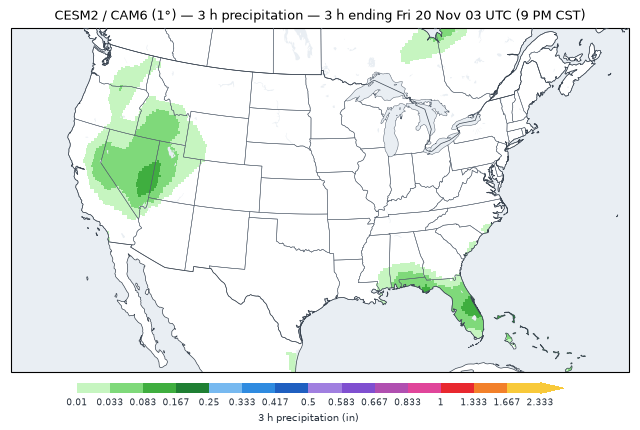 CESM2 / CAM6 (1°) — 3 h precipitation — 3 h ending Fri 20 Nov 03 UTC (9 PM CST)
0.01 0.033 0.083 0.167 0.25 0.333 0.417 0.5 0.583 0.667 0.833 1 1.333 1.667 2.333
3 h precipitation (in)